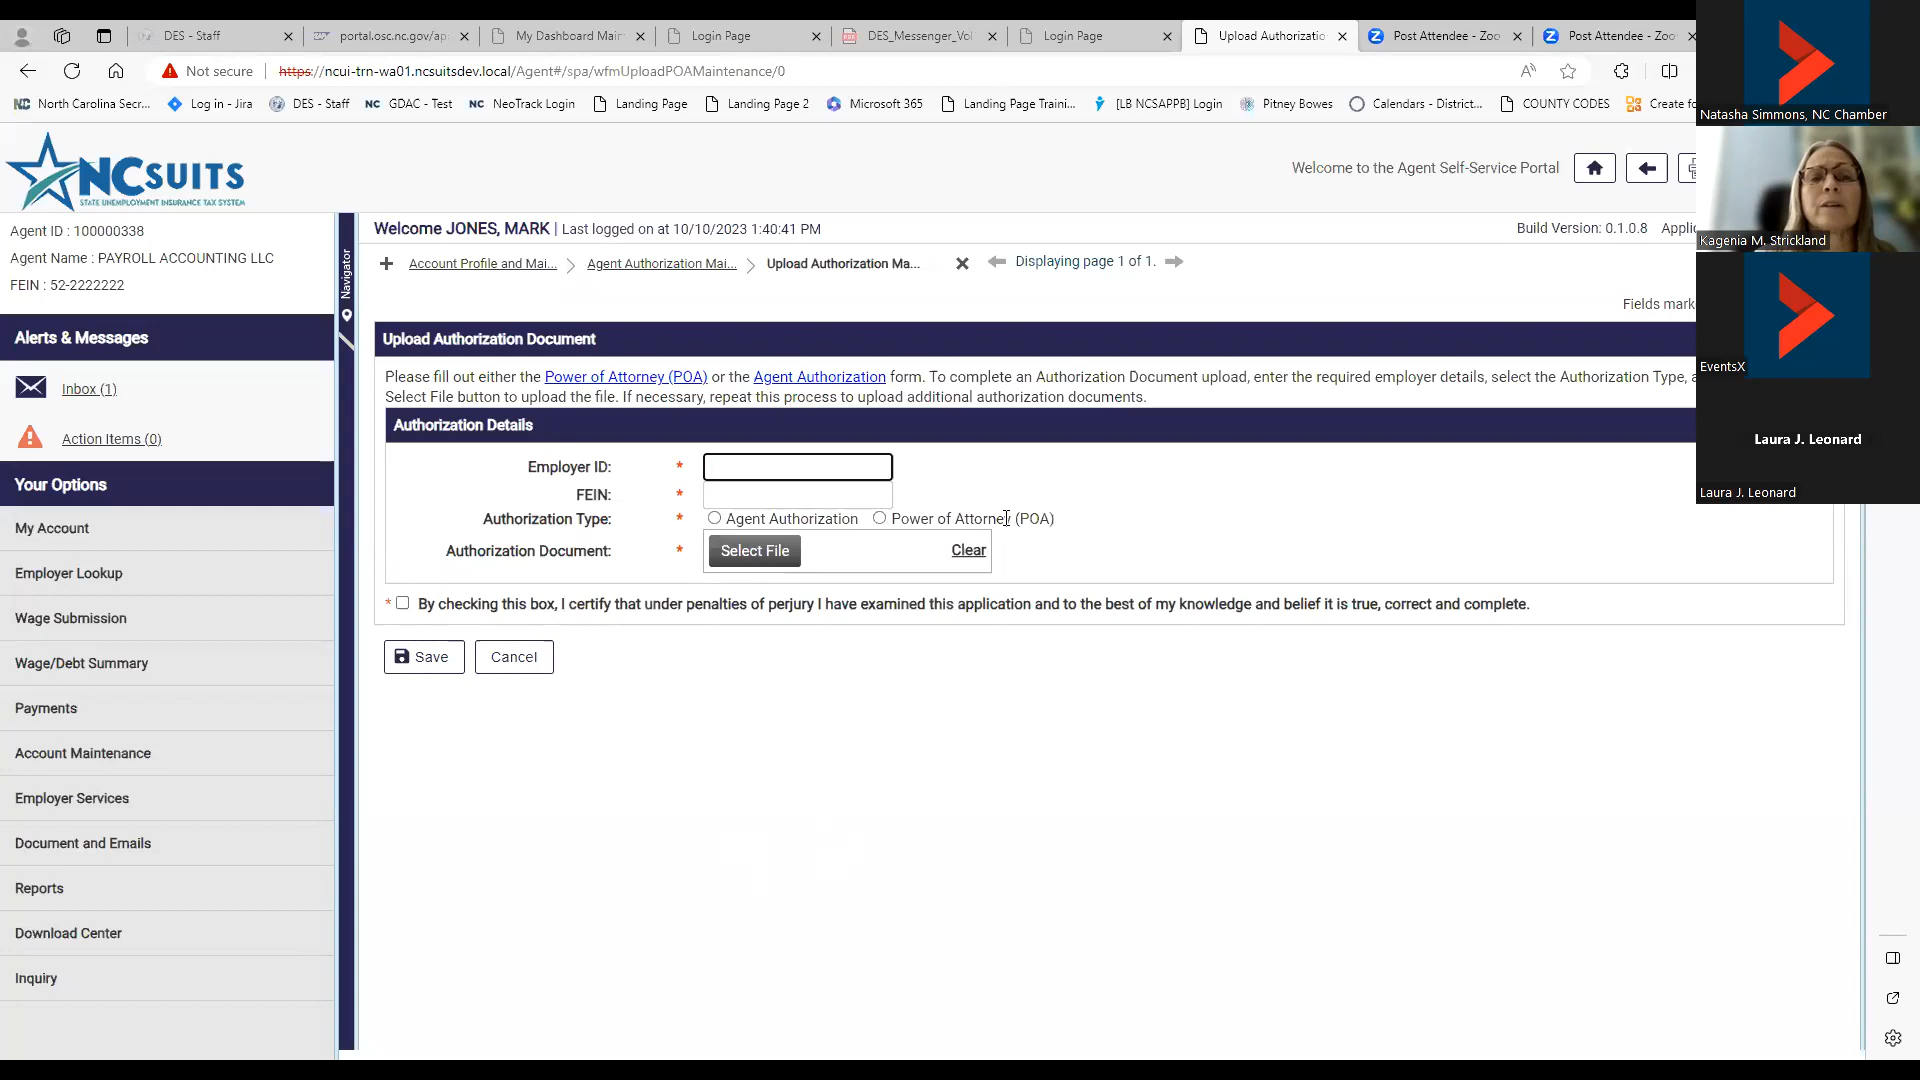 DES - Staff
portal.osc.nc.gov/ap
My Dashboard Main
Login Page
DES_Messenger_Vol
Login Page
Upload Authorizatio
Post Attendee - Zoo
Post Attendee - Zoo
Not secure
https://ncui-trn-wa01.ncsuitsdev.local/Agent#/spa/wfmUploadPOAMaintenance/0
North Carolina Secr...
Log in - Jira
DES - Staff
NC GDAC - Test
NC NeoTrack Login
Landing Page
Landing Page 2
Microsoft 365
Landing Page Traini...
[LB NCSAPPB] Login
Pitney Bowes
Calendars - District...
COUNTY CODES
Create fo
NCSUITS
STATE UNEMPLOYMENT INSURANCE TAX SYSTEM
Welcome to the Agent Self-Service Portal
Agent ID : 100000338
Agent Name : PAYROLL ACCOUNTING LLC
FEIN : 52-2222222
Alerts & Messages
Inbox (1)
Action Items (0)
Your Options
My Account
Employer Lookup
Wage Submission
Wage/Debt Summary
Payments
Account Maintenance
Employer Services
Document and Emails
Reports
Download Center
Inquiry
Navigator
Welcome JONES, MARK | Last logged on at 10/10/2023 1:40:41 PM
Build Version: 0.1.0.8
Applic
Account Profile and Mai...
Agent Authorization Mai...
Upload Authorization Ma...
Displaying page 1 of 1.
Fields mark
Upload Authorization Document
Please fill out either the Power of Attorney (POA) or the Agent Authorization form. To complete an Authorization Document upload, enter the required employer details, select the Authorization Type, a
Select File button to upload the file. If necessary, repeat this process to upload additional authorization documents.
Authorization Details
Employer ID: *
FEIN: *
Authorization Type: * Agent Authorization Power of Attorney (POA)
Authorization Document: * Select File Clear
* By checking this box, I certify that under penalties of perjury I have examined this application and to the best of my knowledge and belief it is true, correct and complete.
Save
Cancel
Natasha Simmons, NC Chamber
Kagenia M. Strickland
EventsX
Laura J. Leonard
Laura J. Leonard